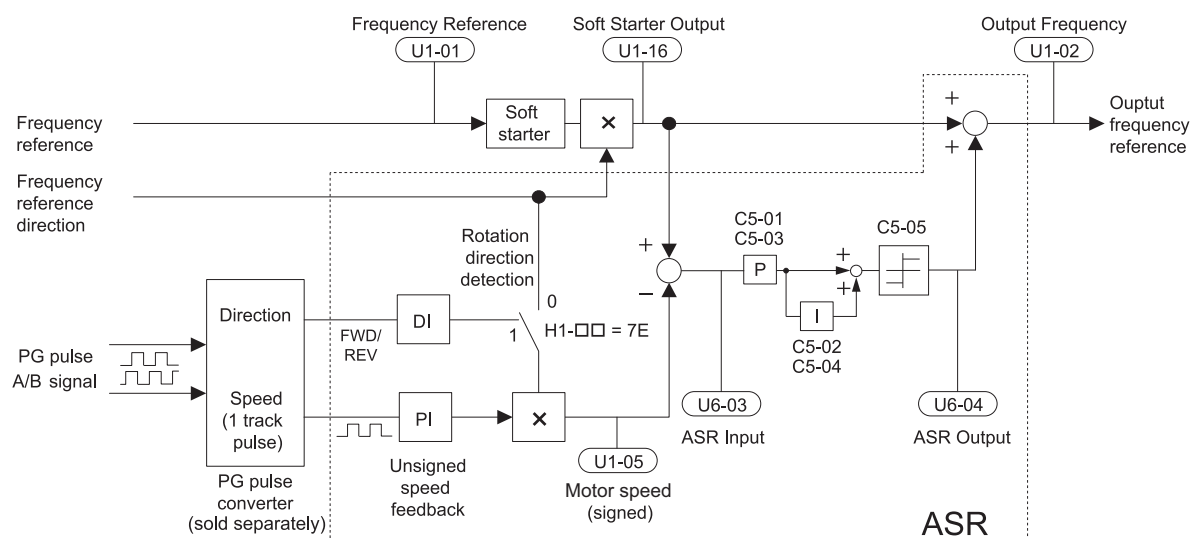 Frequency Reference
U1-01
Soft Starter Output
U1-16
Output Frequency
U1-02
Frequency
reference
Soft
starter
×
+
+
Ouptut
frequency
reference
Frequency
reference
direction
Rotation
direction
detection
+
−
C5-01
C5-03
P
+
+
C5-05
I
C5-02
C5-04
0
1
H1-□□ = 7E
Direction
FWD/
REV
DI
PG pulse
A/B signal
Speed
(1 track
pulse)
PI
×
U6-03
ASR Input
U6-04
ASR Output
U1-05
Motor speed
(signed)
Unsigned
speed
feedback
PG pulse
converter
(sold separately)
ASR